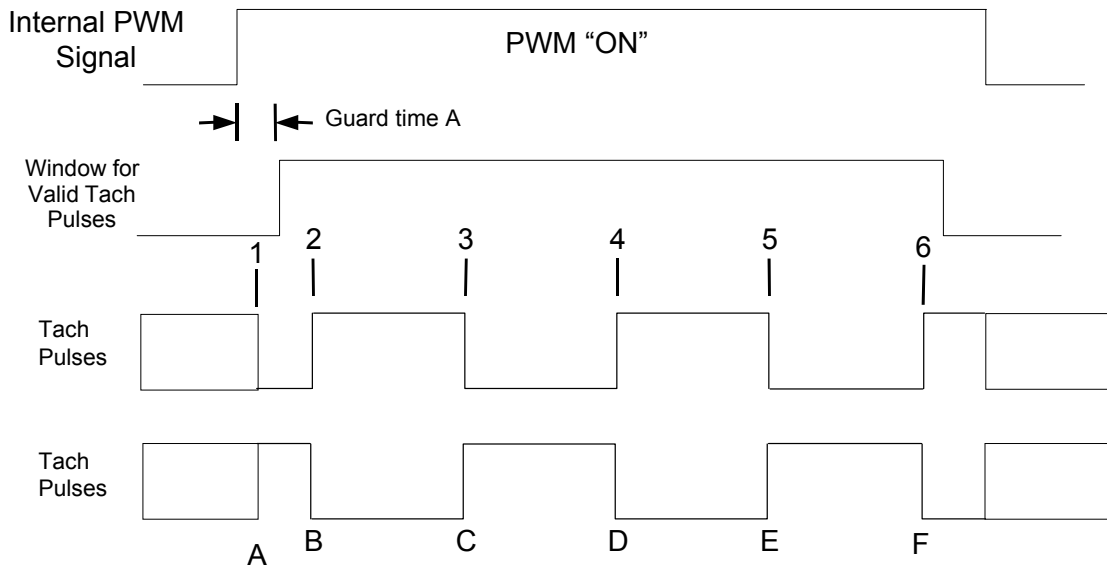 Internal PWM
Signal
PWM “ON”
Guard time A
Window for
Valid Tach
Pulses
1
2
3
4
5
6
Tach
Pulses
Tach
Pulses
A
B
C
D
E
F